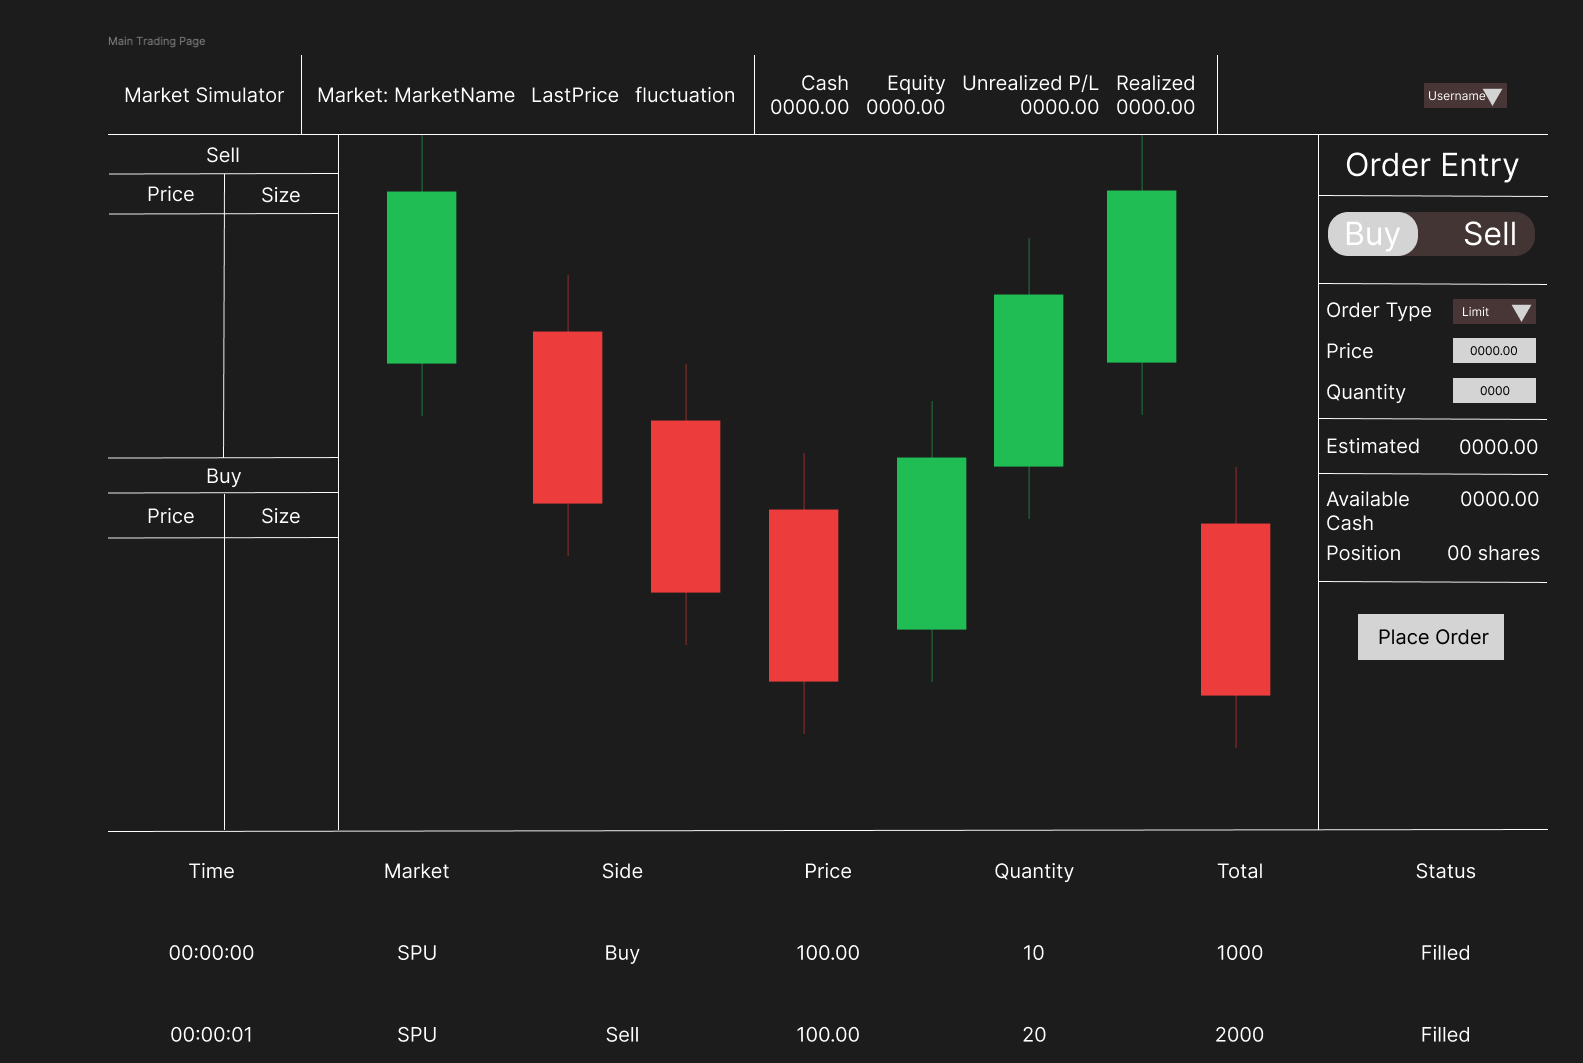 Main Trading Page
Market Simulator
Market: MarketName LastPrice fluctuation
Cash Equity Unrealized P/L Realized
0000.00 0000.00 0000.00 0000.00
Username
Sell
Price Size
Buy
Price Size
Order Entry
Buy Sell
Order Type Limit
Price 0000.00
Quantity 0000
Estimated 0000.00
Available 0000.00
Cash
Position 00 shares
Place Order
Time Market Side Price Quantity Total Status
00:00:00 SPU Buy 100.00 10 1000 Filled
00:00:01 SPU Sell 100.00 20 2000 Filled